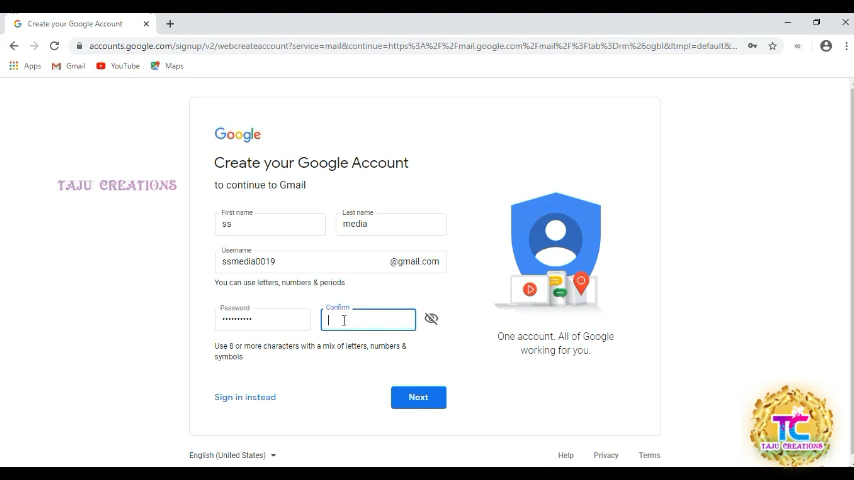 Create your Google Account
accounts.google.com/signup/v2/webcreateaccount?service=mail&continue=https%3A%2F%2Fmail.google.com%2Fmail%2F%3Ftab%3Drm%26ogbl&ltmpl=default&...
Apps Gmail YouTube Maps
Google
Create your Google Account
to continue to Gmail
TAJU CREATIONS
First name Last name
ss media
Username
ssmedia0019 @gmail.com
You can use letters, numbers & periods
Password Confirm
Use 8 or more characters with a mix of letters, numbers &
symbols
One account. All of Google
working for you.
Sign in instead Next
TC
TAJU CREATIONS
English (United States) Help Privacy Terms